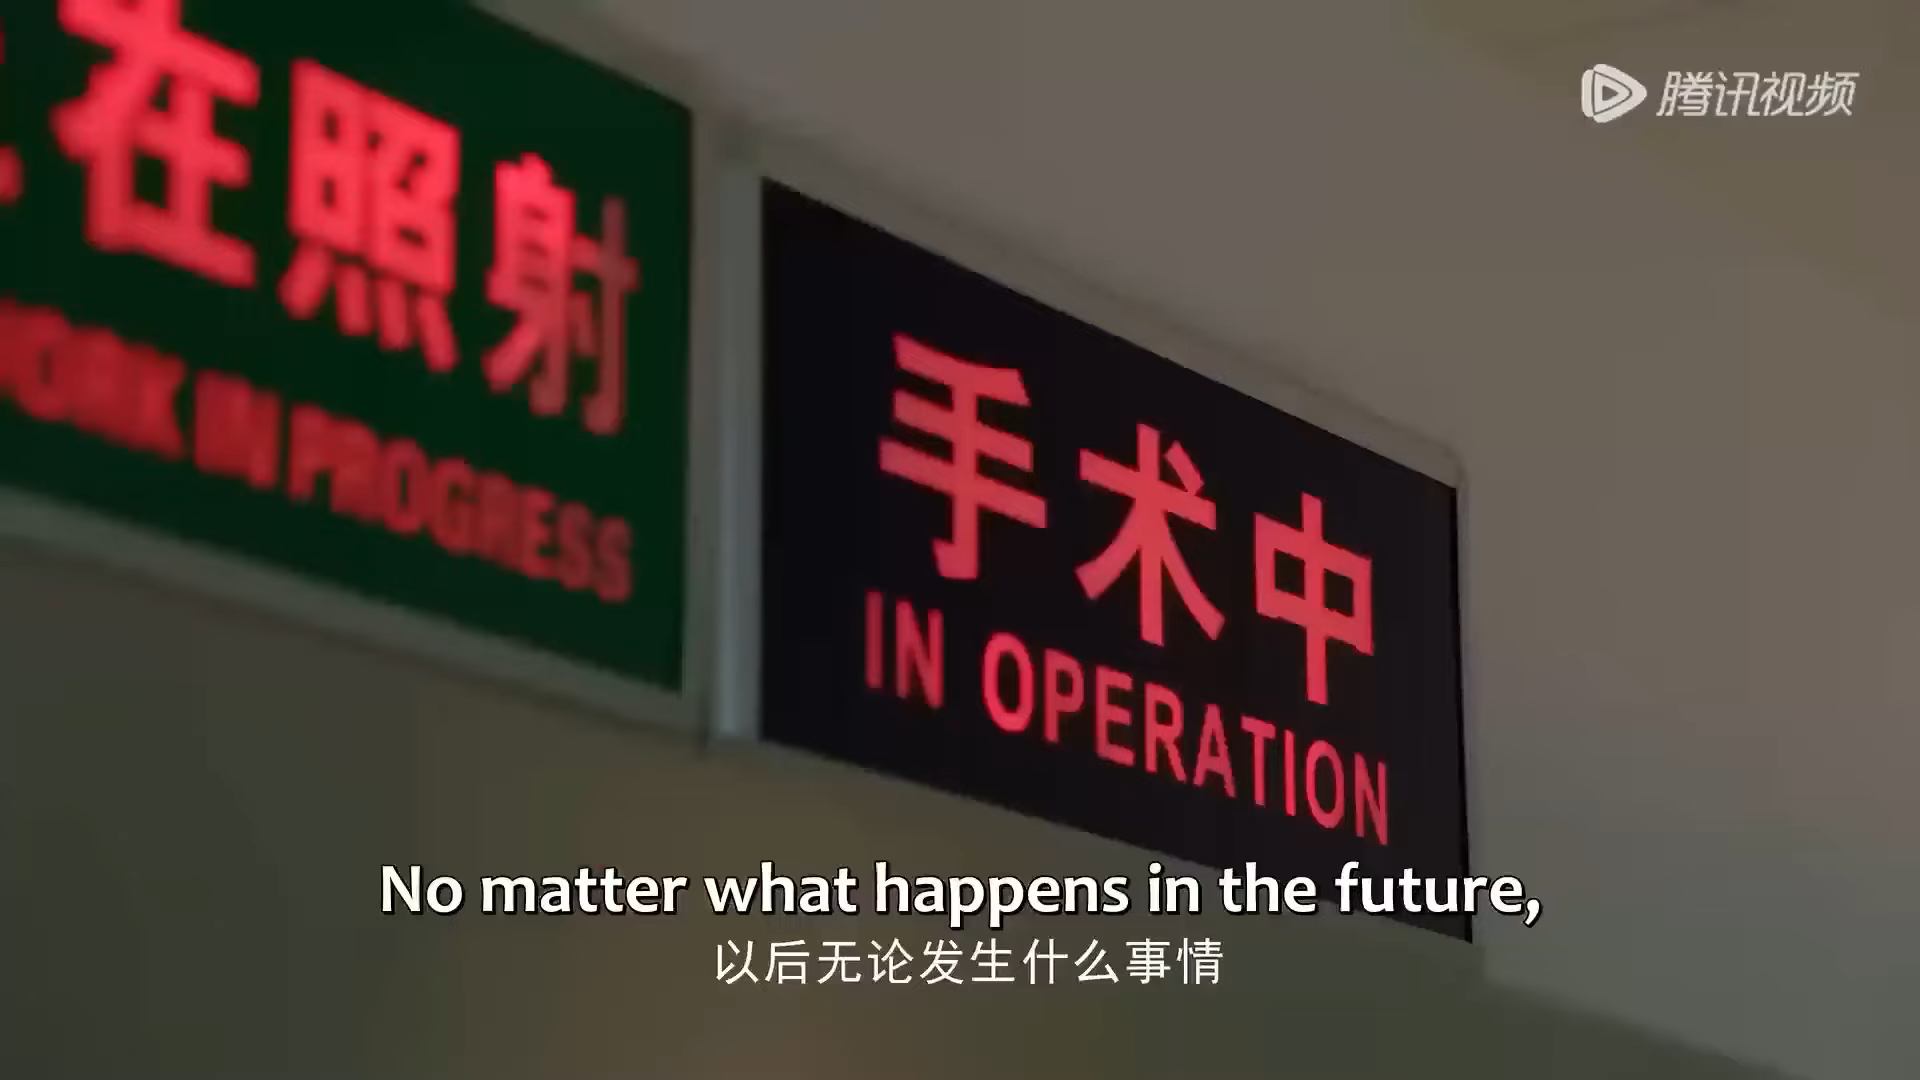 腾讯视频
在照射
WORK IN PROGRESS
手术中
IN OPERATION
No matter what happens in the future,
以后无论发生什么事情